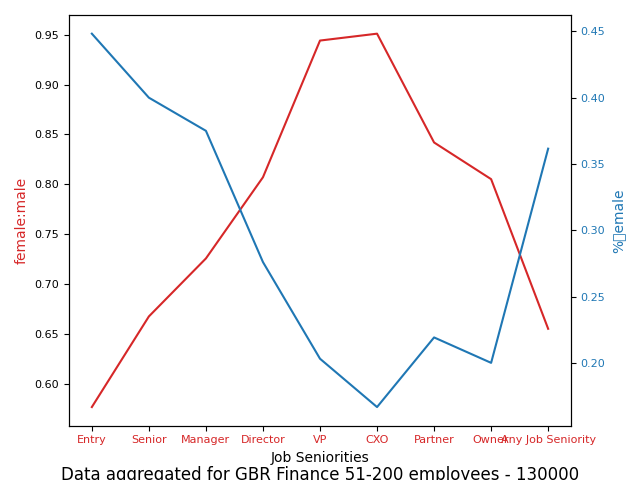 0.95
0.90
0.85
0.80
0.75
0.70
0.65
0.60
female:male
0.45
0.40
0.35
0.30
0.25
0.20
%▯emale
Entry Senior Manager Director VP CXO Partner Owner Any Job Seniority
Job Seniorities
Data aggregated for GBR Finance 51-200 employees - 130000